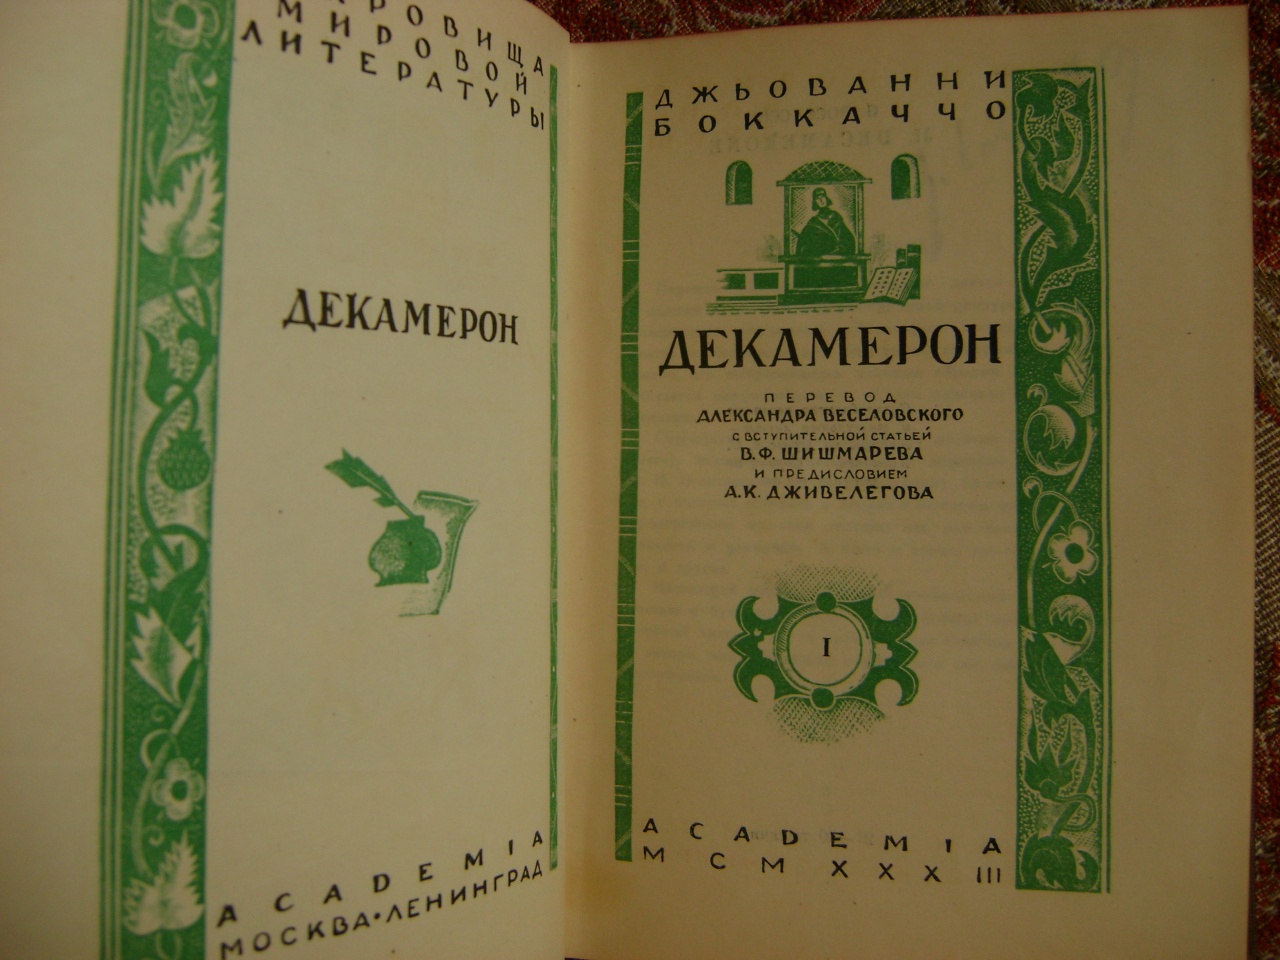 МИРОВОЙ
ЛИТЕРАТУРЫ
ДЕКАМЕРОН
ACADEMIA
МОСКВА • ЛЕНИНГРАД
ДЖЬОВАННИ
БОККАЧЧО
ДЕКАМЕРОН
ПЕРЕВОД
АЛЕКСАНДРА ВЕСЕЛОВСКОГО
С ВСТУПИТЕЛЬНОЙ СТАТЬЕЙ
В.Ф. ШИШМАРЕВА
И ПРЕДИСЛОВИЕМ
А.К. ДЖИВЕЛЕГОВА
I
ACADEMIA
MCMXXXIII